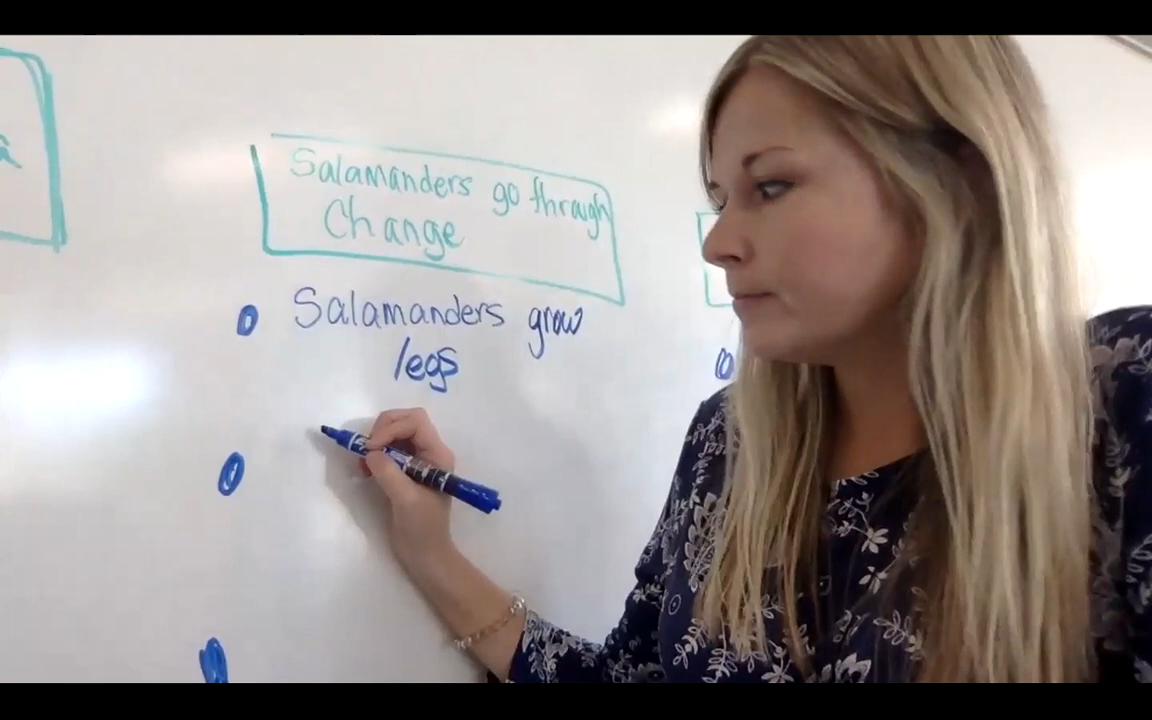 Salamanders go through
Change
Salamanders grow
legs